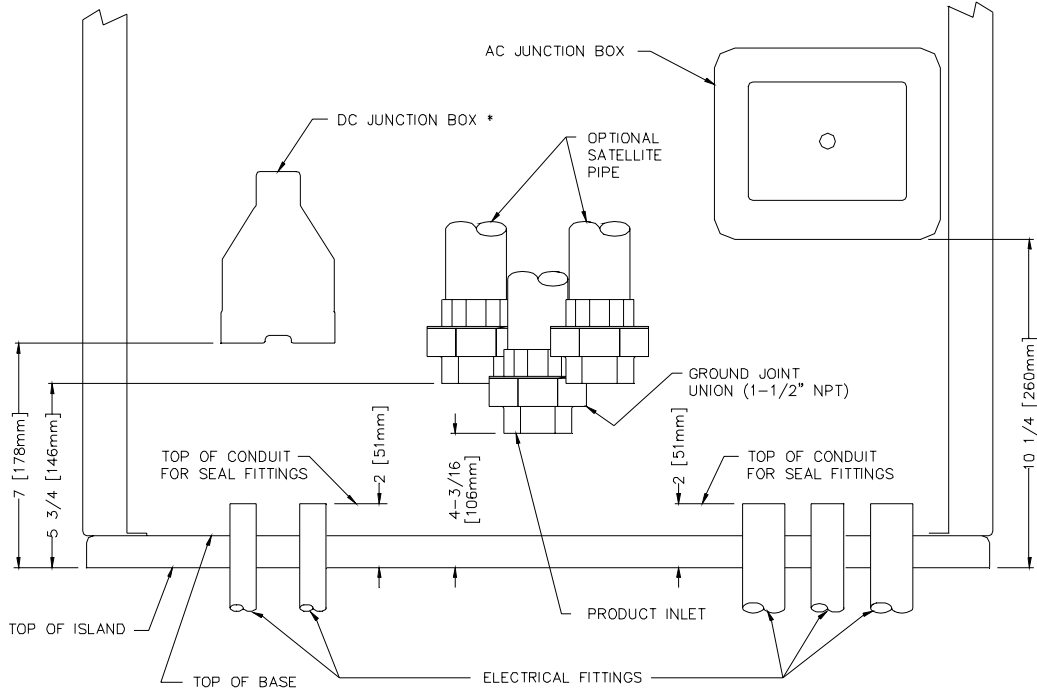 AC JUNCTION BOX
DC JUNCTION BOX *
OPTIONAL
SATELLITE
PIPE
GROUND JOINT
UNION (1-1/2" NPT)
7 [178mm]
5 3/4 [146mm]
TOP OF CONDUIT
FOR SEAL FITTINGS
2 [51mm]
4-3/16
[106mm]
2 [51mm]
TOP OF CONDUIT
FOR SEAL FITTINGS
10 1/4 [260mm]
PRODUCT INLET
TOP OF ISLAND
TOP OF BASE
ELECTRICAL FITTINGS